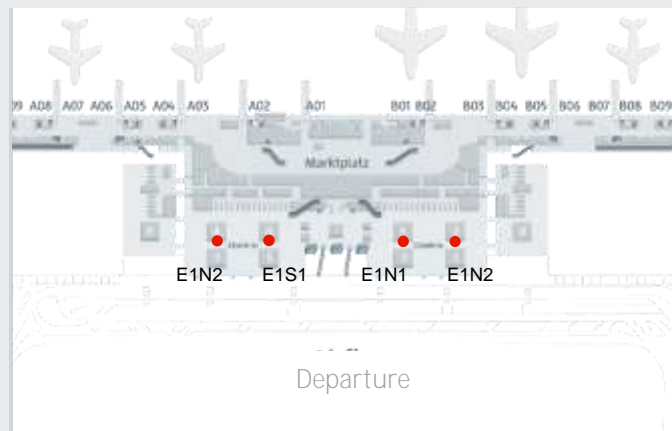 09 A08 A07 A06 A05 A04 A03 A02 A01 B01 B02 B03 B04 B05 B06 B07 B08 B09
Marktplatz
E1N2 E1S1 E1N1 E1N2
Departure